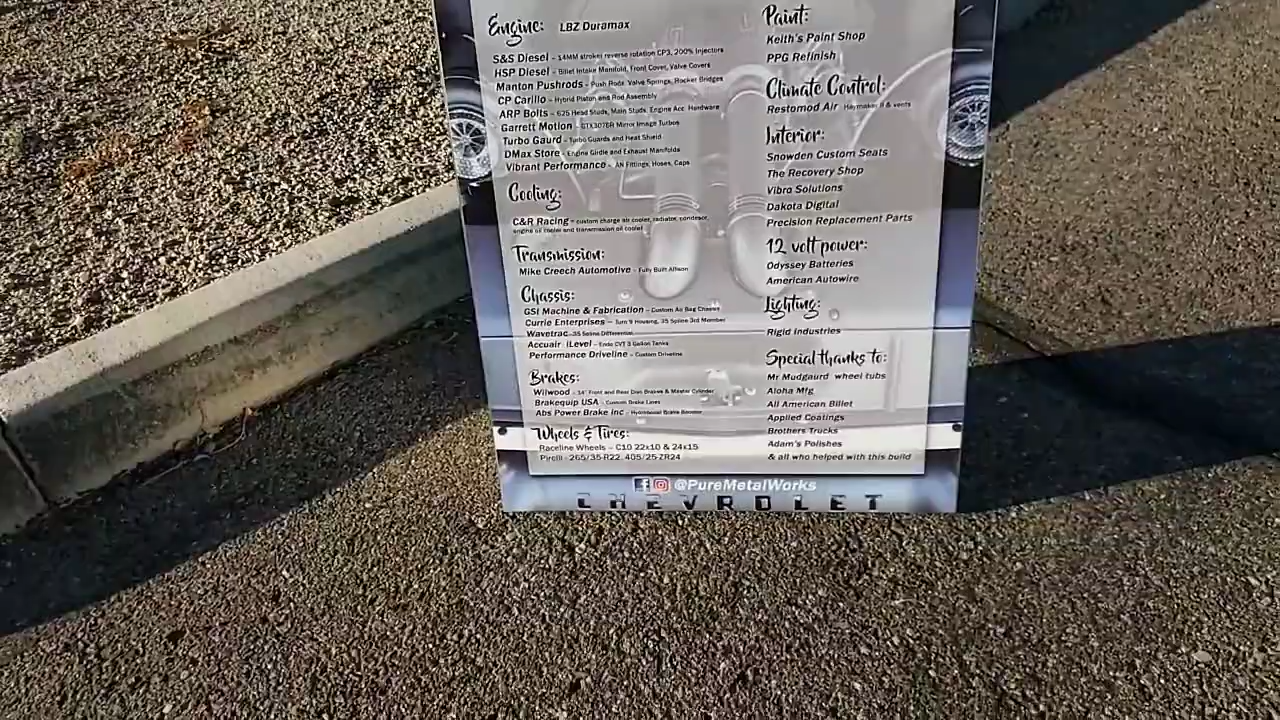 Engine: LBZ Duramax
S&S Diesel - 14MM stroker reverse rotation CP3, 200% Injectors
HSP Diesel - Billet Intake Manifold, Front Cover, Valve Covers
Manton Pushrods - Push Rods, Valve Springs, Rocker Bridges
CP Carillo - Hybrid Piston and Rod Assembly
ARP Bolts - 625 Head Studs, Main Studs, Engine Acc. Hardware
Garrett Motion - GTX3076R Mirror Image Turbos
Turbo Gaurd - Turbo Guards and Heat Shield
DMax Store - Engine Girdle and Exhaust Manifolds
Vibrant Performance - AN Fittings, Hoses, Caps
Cooling:
C&R Racing - custom charge air cooler, radiator, condesor,
engine oil cooler and transmission oil cooler
Transmission:
Mike Creech Automotive - Fully Built Allison
Chassis:
GSI Machine & Fabrication - Custom Air Bag Chassis
Currie Enterprises - Turn 9 Housing, 35 Spline 3rd Member
Wavetrac - 35 Spline Differential
Accuair iLevel - Endo CVT 3 Gallon Tanks
Performance Driveline - Custom Driveline
Brakes:
Wilwood - 14" Front and Rear Disc Brakes & Master Cylinder
Brakequip USA - Custom Brake Lines
Abs Power Brake Inc - Hydroboost Brake Booster
Wheels & Tires:
Raceline Wheels - C10 22x10 & 24x15
Pirelli - 265/35-R22, 405/25-ZR24
Paint:
Keith's Paint Shop
PPG Refinish
Climate Control:
Restomod Air Haymaker II & vents
Interior:
Snowden Custom Seats
The Recovery Shop
Vibro Solutions
Dakota Digital
Precision Replacement Parts
12 volt power:
Odyssey Batteries
American Autowire
Lighting:
Rigid Industries
Special thanks to:
Mr Mudgaurd wheel tubs
Aloha Mfg
All American Billet
Applied Coatings
Brothers Trucks
Adam's Polishes
& all who helped with this build
@PureMetalWorks
CHEVROLET